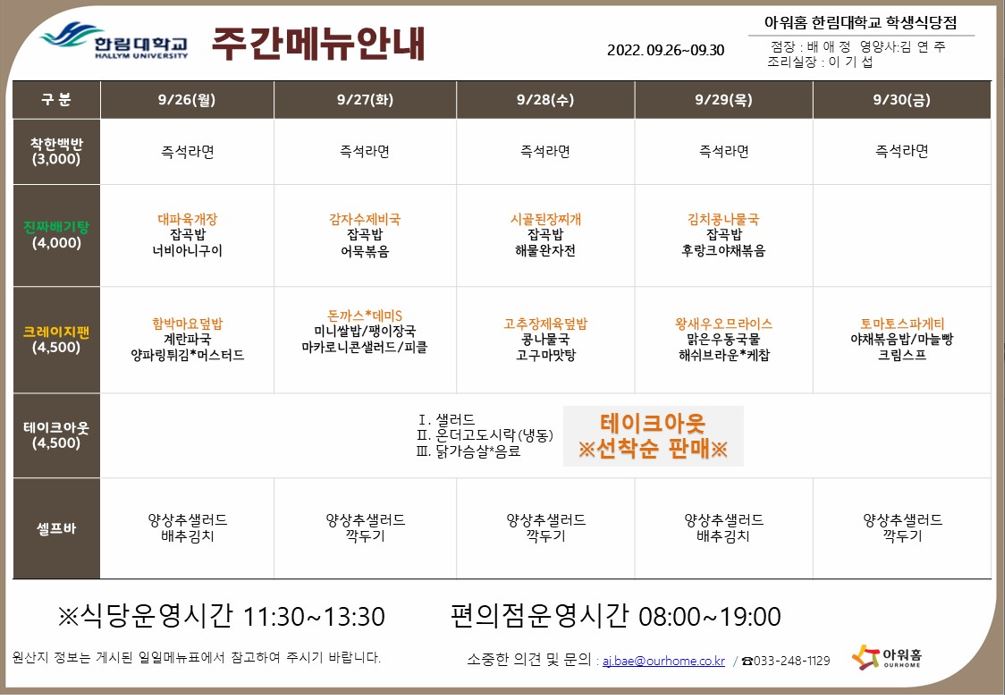 한림대학교
HALLYM UNIVERSITY
주간메뉴안내
2022. 09.26~09.30
아워홈 한림대학교 학생식당점
점장 : 배 애 정 영양사:김 연 주
조리실장 : 이 기 섭
구 분 9/26(월) 9/27(화) 9/28(수) 9/29(목) 9/30(금)
착한백반
(3,000)
즉석라면 즉석라면 즉석라면 즉석라면 즉석라면
진짜배기탕
(4,000)
대파육개장
잡곡밥
너비아니구이
감자수제비국
잡곡밥
어묵볶음
시골된장찌개
잡곡밥
해물완자전
김치콩나물국
잡곡밥
후랑크야채볶음
크레이지팬
(4,500)
함박마요덮밥
계란파국
양파링튀김*머스터드
돈까스*데미S
미니쌀밥/팽이장국
마카로니콘샐러드/피클
고추장제육덮밥
콩나물국
고구마맛탕
왕새우오므라이스
맑은우동국물
해쉬브라운*케찹
토마토스파게티
야채볶음밥/마늘빵
크림스프
테이크아웃
(4,500)
Ⅰ. 샐러드
Ⅱ. 온더고도시락(냉동)
Ⅲ. 닭가슴살*음료
테이크아웃
※선착순 판매※
셀프바
양상추샐러드
배추김치
양상추샐러드
깍두기
양상추샐러드
깍두기
양상추샐러드
배추김치
양상추샐러드
깍두기
※식당운영시간 11:30~13:30 편의점운영시간 08:00~19:00
원산지 정보는 게시된 일일메뉴표에서 참고하여 주시기 바랍니다.
소중한 의견 및 문의 : aj.bae@ourhome.co.kr / ☎033-248-1129
아워홈
OURHOME